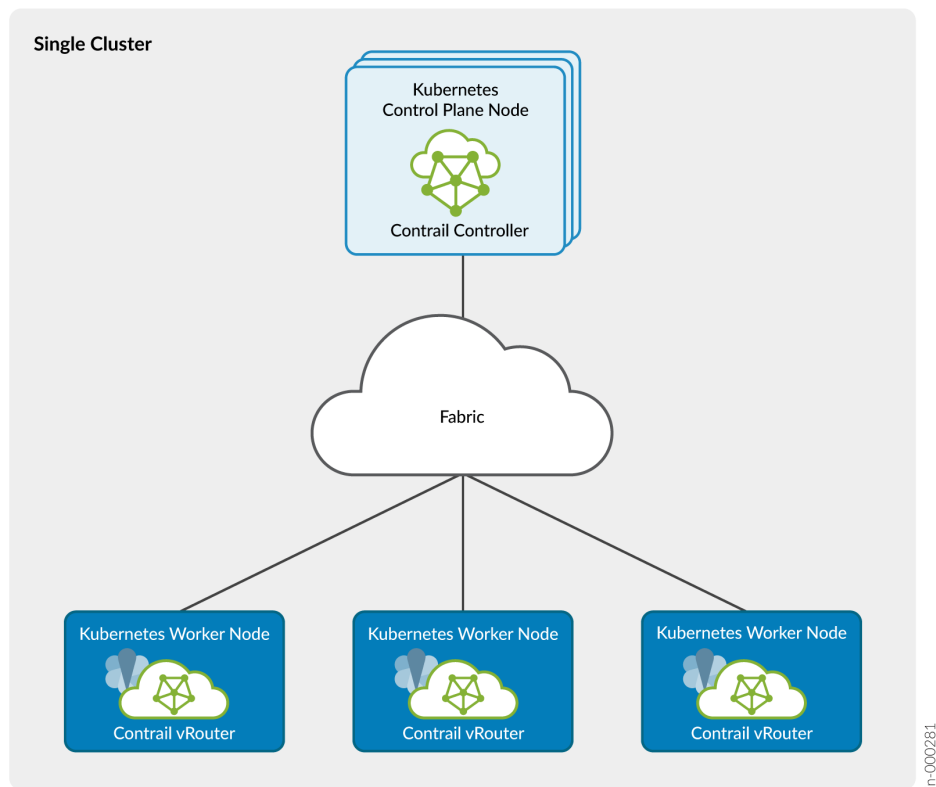 Single Cluster
Kubernetes
Control Plane Node
Contrail Controller
Fabric
Kubernetes Worker Node
Contrail vRouter
Kubernetes Worker Node
Contrail vRouter
Kubernetes Worker Node
Contrail vRouter
n-000281